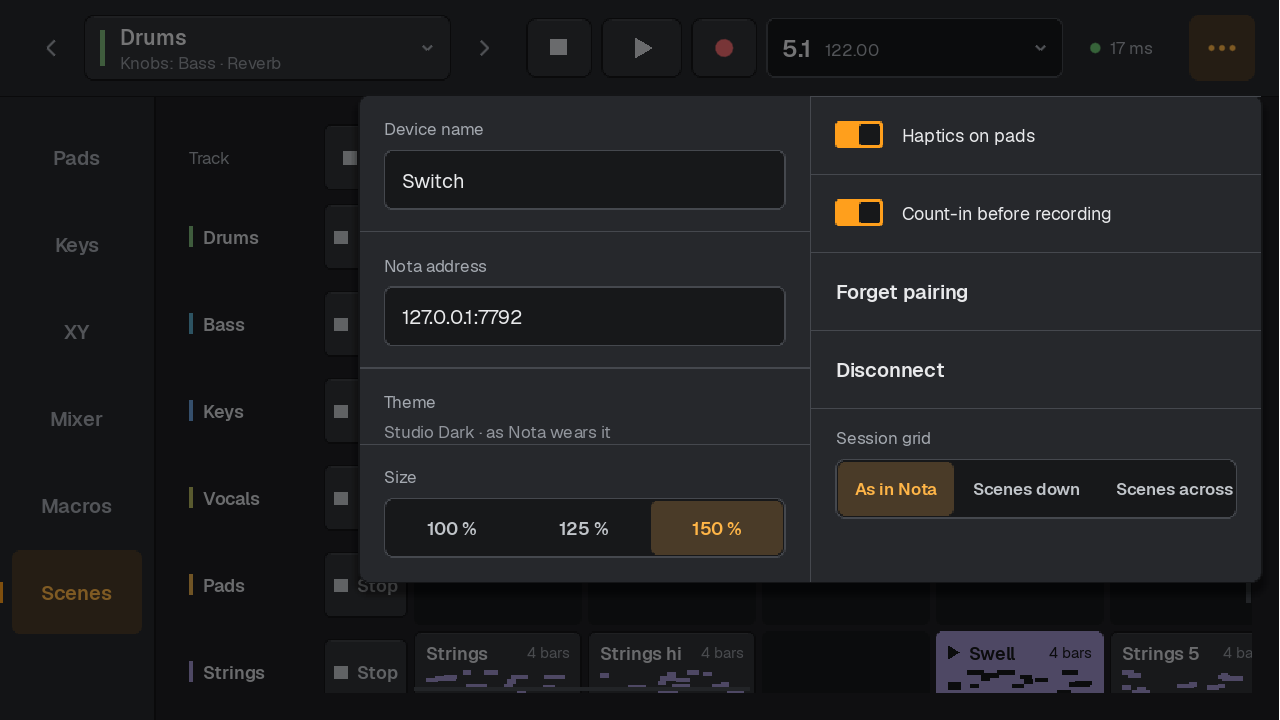 Drums
Knobs: Bass · Reverb
5.1 122.00
17 ms
Pads
Keys
XY
Mixer
Macros
Scenes
Track
Drums
Bass
Keys
Vocals
Pads
Stop
Strings
Stop
Device name
Switch
Nota address
127.0.0.1:7792
Theme
Studio Dark · as Nota wears it
Size
100 %
125 %
150 %
Haptics on pads
Count-in before recording
Forget pairing
Disconnect
Session grid
As in Nota
Scenes down
Scenes across
Strings 4 bars
Strings hi 4 bars
Swell 4 bars
Strings 5 4 ba